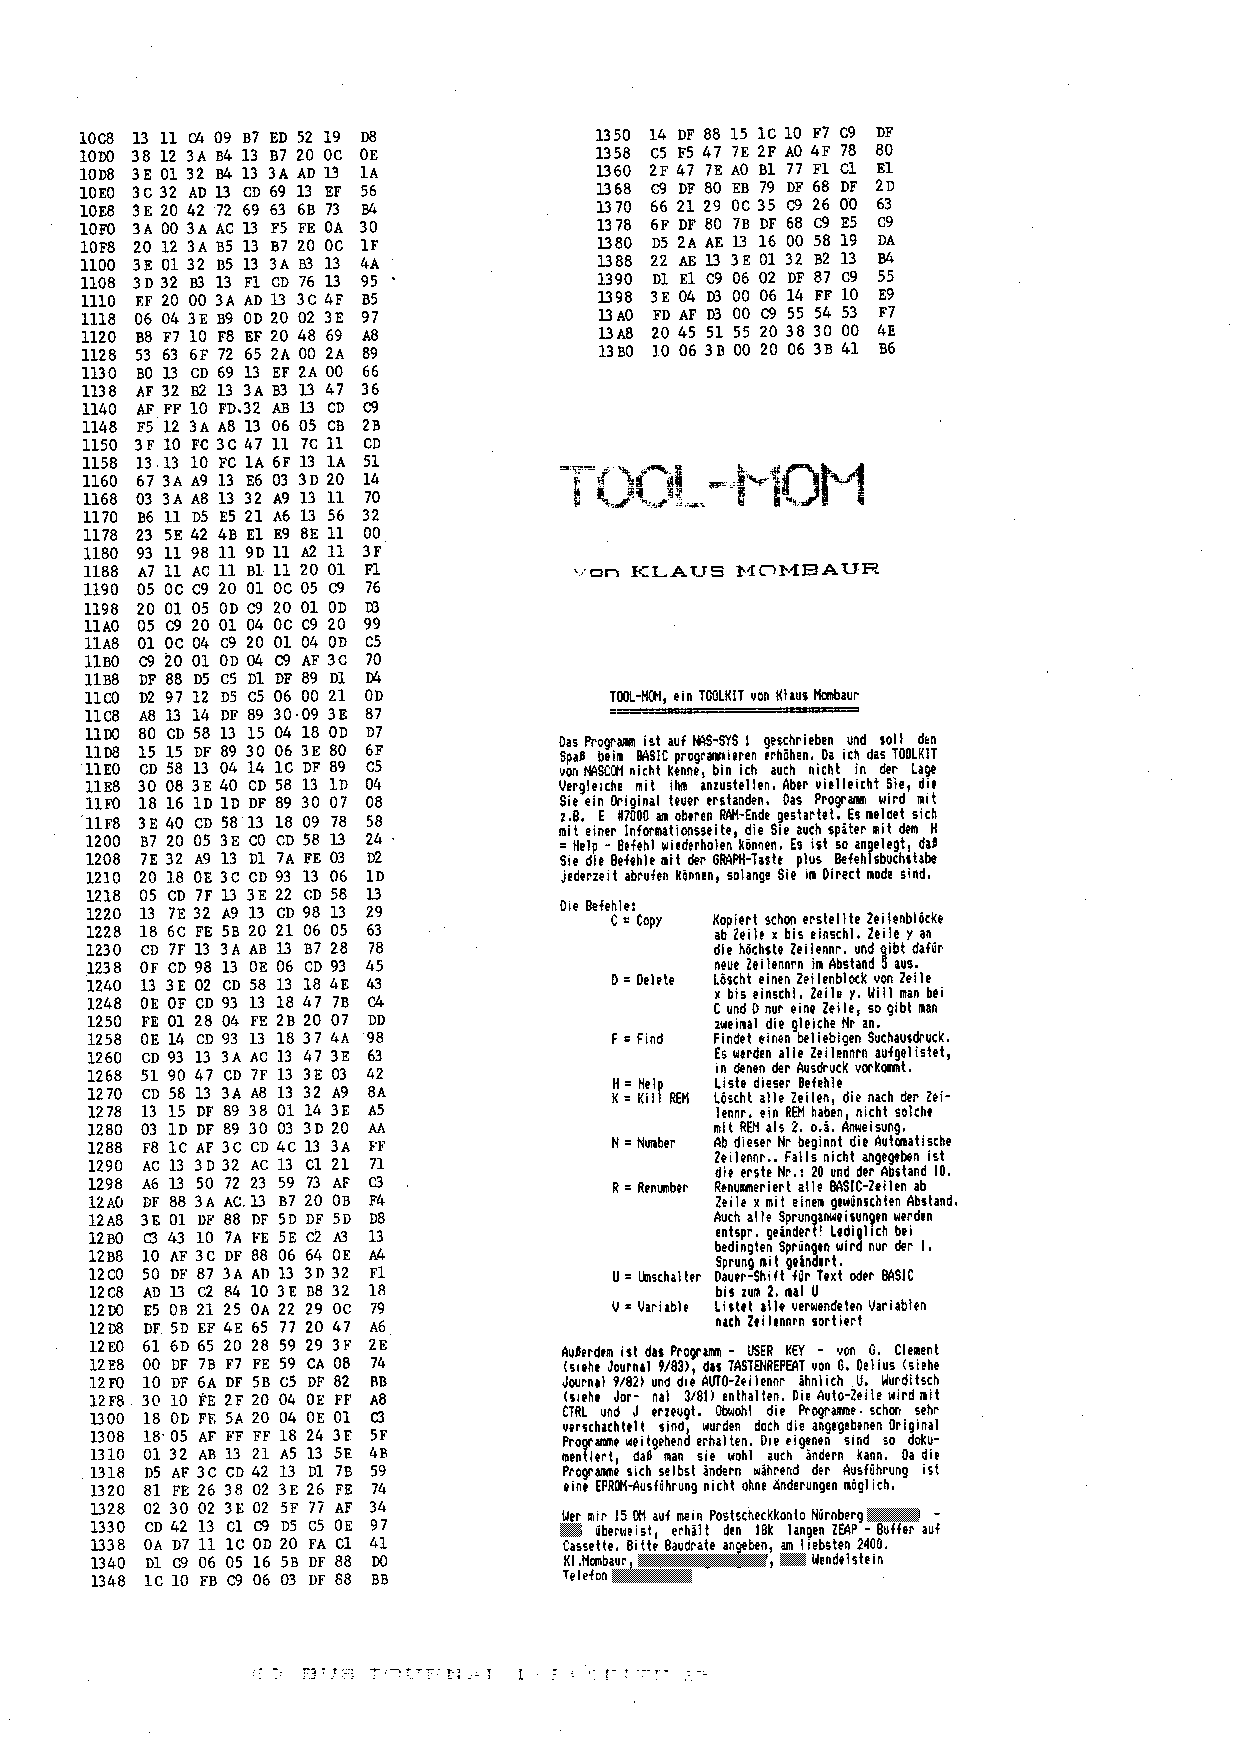 10C8 13 11 C4 09 B7 ED 52 19 D8
10D0 38 12 3A B4 13 B7 20 0C 0E
10D8 3E 01 32 B4 13 3A AD 13 1A
10E0 3C 32 AD 13 CD 69 13 EF 56
10E8 3E 20 42 72 69 63 6B 73 B4
10F0 3A 00 3A AC 13 F5 FE 0A 30
10F8 20 12 3A B5 13 B7 20 0C 1F
1100 3E 01 32 B5 13 3A B3 13 4A
1108 3D 32 B3 13 F1 CD 76 13 95
1110 EF 20 00 3A AD 13 3C 4F B5
1118 06 04 3E B9 0D 20 02 3E 97
1120 B8 F7 10 F8 EF 20 48 69 A8
1128 53 63 6F 72 65 2A 00 2A 89
1130 B0 13 CD 69 13 EF 2A 00 66
1138 AF 32 B2 13 3A B3 13 47 36
1140 AF FF 10 FD 32 AB 13 CD C9
1148 F5 12 3A A8 13 06 05 CB 2B
1150 3F 10 FC 3C 47 11 7C 11 CD
1158 13 13 10 FC 1A 6F 13 1A 51
1160 67 3A A9 13 E6 03 3D 20 14
1168 03 3A A8 13 32 A9 13 11 70
1170 B6 11 D5 E5 21 A6 13 56 32
1178 23 5E 42 4B E1 E9 8E 11 00
1180 93 11 98 11 9D 11 A2 11 3F
1188 A7 11 AC 11 B1 11 20 01 F1
1190 05 0C C9 20 01 0C 05 C9 76
1198 20 01 05 0D C9 20 01 0D D3
11A0 05 C9 20 01 04 0C C9 20 99
11A8 01 0C 04 C9 20 01 04 0D C5
11B0 C9 20 01 0D 04 C9 AF 3C 70
11B8 DF 88 D5 C5 D1 DF 89 D1 D4
11C0 D2 97 12 D5 C5 06 00 21 0D
11C8 A8 13 14 DF 89 30 09 3E 87
11D0 80 CD 58 13 15 04 18 0D D7
11D8 15 15 DF 89 30 06 3E 80 6F
11E0 CD 58 13 04 14 1C DF 89 C5
11E8 30 08 3E 40 CD 58 13 1D 04
11F0 18 16 1D 1D DF 89 30 07 08
11F8 3E 40 CD 58 13 18 09 78 58
1200 B7 20 05 3E C0 CD 58 13 24
1208 7E 32 A9 13 D1 7A FE 03 D2
1210 20 18 0E 3C CD 93 13 06 1D
1218 05 CD 7F 13 3E 22 CD 58 13
1220 13 7E 32 A9 13 CD 98 13 29
1228 18 6C FE 5B 20 21 06 05 63
1230 CD 7F 13 3A AB 13 B7 28 78
1238 0F CD 98 13 0E 06 CD 93 45
1240 13 3E 02 CD 58 13 18 4E 43
1248 0E 0F CD 93 13 18 47 7B C4
1250 FE 01 28 04 FE 2B 20 07 DD
1258 0E 14 CD 93 13 18 37 4A 98
1260 CD 93 13 3A AC 13 47 3E 63
1268 51 90 47 CD 7F 13 3E 03 42
1270 CD 58 13 3A A8 13 32 A9 8A
1278 13 15 DF 89 38 01 14 3E A5
1280 03 1D DF 89 30 03 3D 20 AA
1288 F8 1C AF 3C CD 4C 13 3A FF
1290 AC 13 3D 32 AC 13 C1 21 71
1298 A6 13 50 72 23 59 73 AF C3
12A0 DF 88 3A AC 13 B7 20 0B F4
12A8 3E 01 DF 88 DF 5D DF 5D D8
12B0 C3 43 10 7A FE 5E C2 A3 13
12B8 10 AF 3C DF 88 06 64 0E A4
12C0 50 DF 87 3A AD 13 3D 32 F1
12C8 AD 13 C2 84 10 3E B8 32 18
12D0 E5 0B 21 25 0A 22 29 0C 79
12D8 DF 5D EF 4E 65 77 20 47 A6
12E0 61 6D 65 20 28 59 29 3F 2E
12E8 00 DF 7B F7 FE 59 CA 08 74
12F0 10 DF 6A DF 5B C5 DF 82 BB
12F8 30 10 FE 2F 20 04 0E FF A8
1300 18 0D FE 5A 20 04 0E 01 C3
1308 18 05 AF FF FF 18 24 3E 5F
1310 01 32 AB 13 21 A5 13 5E 4B
1318 D5 AF 3C CD 42 13 D1 7B 59
1320 81 FE 26 38 02 3E 26 FE 74
1328 02 30 02 3E 02 5F 77 AF 34
1330 CD 42 13 C1 C9 D5 C5 0E 97
1338 0A D7 11 1C 0D 20 FA C1 41
1340 D1 C9 06 05 16 5B DF 88 D0
1348 1C 10 FB C9 06 03 DF 88 BB
1350 14 DF 88 15 1C 10 F7 C9 DF
1358 C5 F5 47 7E 2F A0 4F 78 80
1360 2F 47 7E A0 B1 77 F1 C1 E1
1368 C9 DF 80 EB 79 DF 68 DF 2D
1370 66 21 29 0C 35 C9 26 00 63
1378 6F DF 80 7B DF 68 C9 E5 C9
1380 D5 2A AE 13 16 00 58 19 DA
1388 22 AE 13 3E 01 32 B2 13 B4
1390 D1 E1 C9 06 02 DF 87 C9 55
1398 3E 04 D3 00 06 14 FF 10 E9
13A0 FD AF D3 00 C9 55 54 53 F7
13A8 20 45 51 55 20 38 30 00 4E
13B0 10 06 3B 00 20 06 3B 41 B6
TOOL-MOM
von KLAUS MOMBAUR
TOOL-MOM, ein TOOLKIT von Klaus Mombaur
Das Programm ist auf NAS-SYS 1 geschrieben und soll den
Spaß beim BASIC programmieren erhöhen. Da ich das TOOLKIT
von NASCOM nicht Kenne, bin ich auch nicht in der Lage
Vergleiche mit ihm anzustellen. Aber vielleicht Sie, die
Sie ein Original teuer erstanden. Das Programm wird mit
z.B. E #7000 am oberen RAM-Ende gestartet. Es meldet sich
mit einer Informationsseite, die Sie auch später mit dem H
= Help - Befehl wiederholen können. Es ist so angelegt, daß
Sie die Befehle mit der GRAPH-Taste plus Befehlsbuchstabe
jederzeit abrufen Können, solange Sie im Direct mode sind.
Die Befehle:
C = Copy Kopiert schon erstellte Zeilenblöcke
ab Zeile x bis einschl. Zeile y an
die höchste Zeilennr. und gibt dafür
neue Zeilennrn im Abstand 5 aus.
D = Delete Löscht einen Zeilenblock von Zeile
x bis einschl. Zeile y. Will man bei
C und D nur eine Zeile, so gibt man
zweimal die gleiche Nr an.
F = Find Findet einen beliebigen Suchausdruck.
Es werden alle Zeilennrn aufgelistet,
in denen der Ausdruck vorkommt.
H = Help Liste dieser Befehle
K = Kill REM Löscht alle Zeilen, die nach der Zei-
lennr. ein REM haben, nicht solche
mit REM als 2. o.ä. Anweisung.
N = Number Ab dieser Nr beginnt die Automatische
Zeilennr.. Falls nicht angegeben ist
die erste Nr.: 20 und der Abstand 10.
R = Renumber Renummeriert alle BASIC-Zeilen ab
Zeile x mit einem gewünschten Abstand.
Auch alle Sprunganweisungen werden
entspr. geändert! Lediglich bei
bedingten Sprüngen wird nur der 1.
Sprung mit geändert.
U = Umschalter Dauer-Shift für Text oder BASIC
bis zum 2. mal U
V = Variable Listet alle verwendeten Variablen
nach Zeilennrn sortiert
Außerdem ist das Programm - USER KEY - von G. Clement
(siehe Journal 9/83), das TASTENREPEAT von G. Oelius (siehe
Journal 9/82) und die AUTO-Zeilennr ähnlich U. Wurditsch
(siehe Jor- nal 3/81) enthalten. Die Auto-Zeile wird mit
CTRL und J erzeugt. Obwohl die Programme schon sehr
verschachtelt sind, wurden doch die angegebenen Original
Programme weitgehend erhalten. Die eigenen sind so doku-
mentiert, daß man sie wohl auch ändern kann. Da die
Programme sich selbst ändern während der Ausführung ist
eine EPROM-Ausführung nicht ohne Änderungen möglich.
Wer mir 15 DM auf mein Postscheckkonto Nürnberg -
überweist, erhält den 18k langen ZEAP - Buffer auf
Cassette. Bitte Baudrate angeben, am liebsten 2400.
Kl.Mombaur, , Wendelstein
Telefon